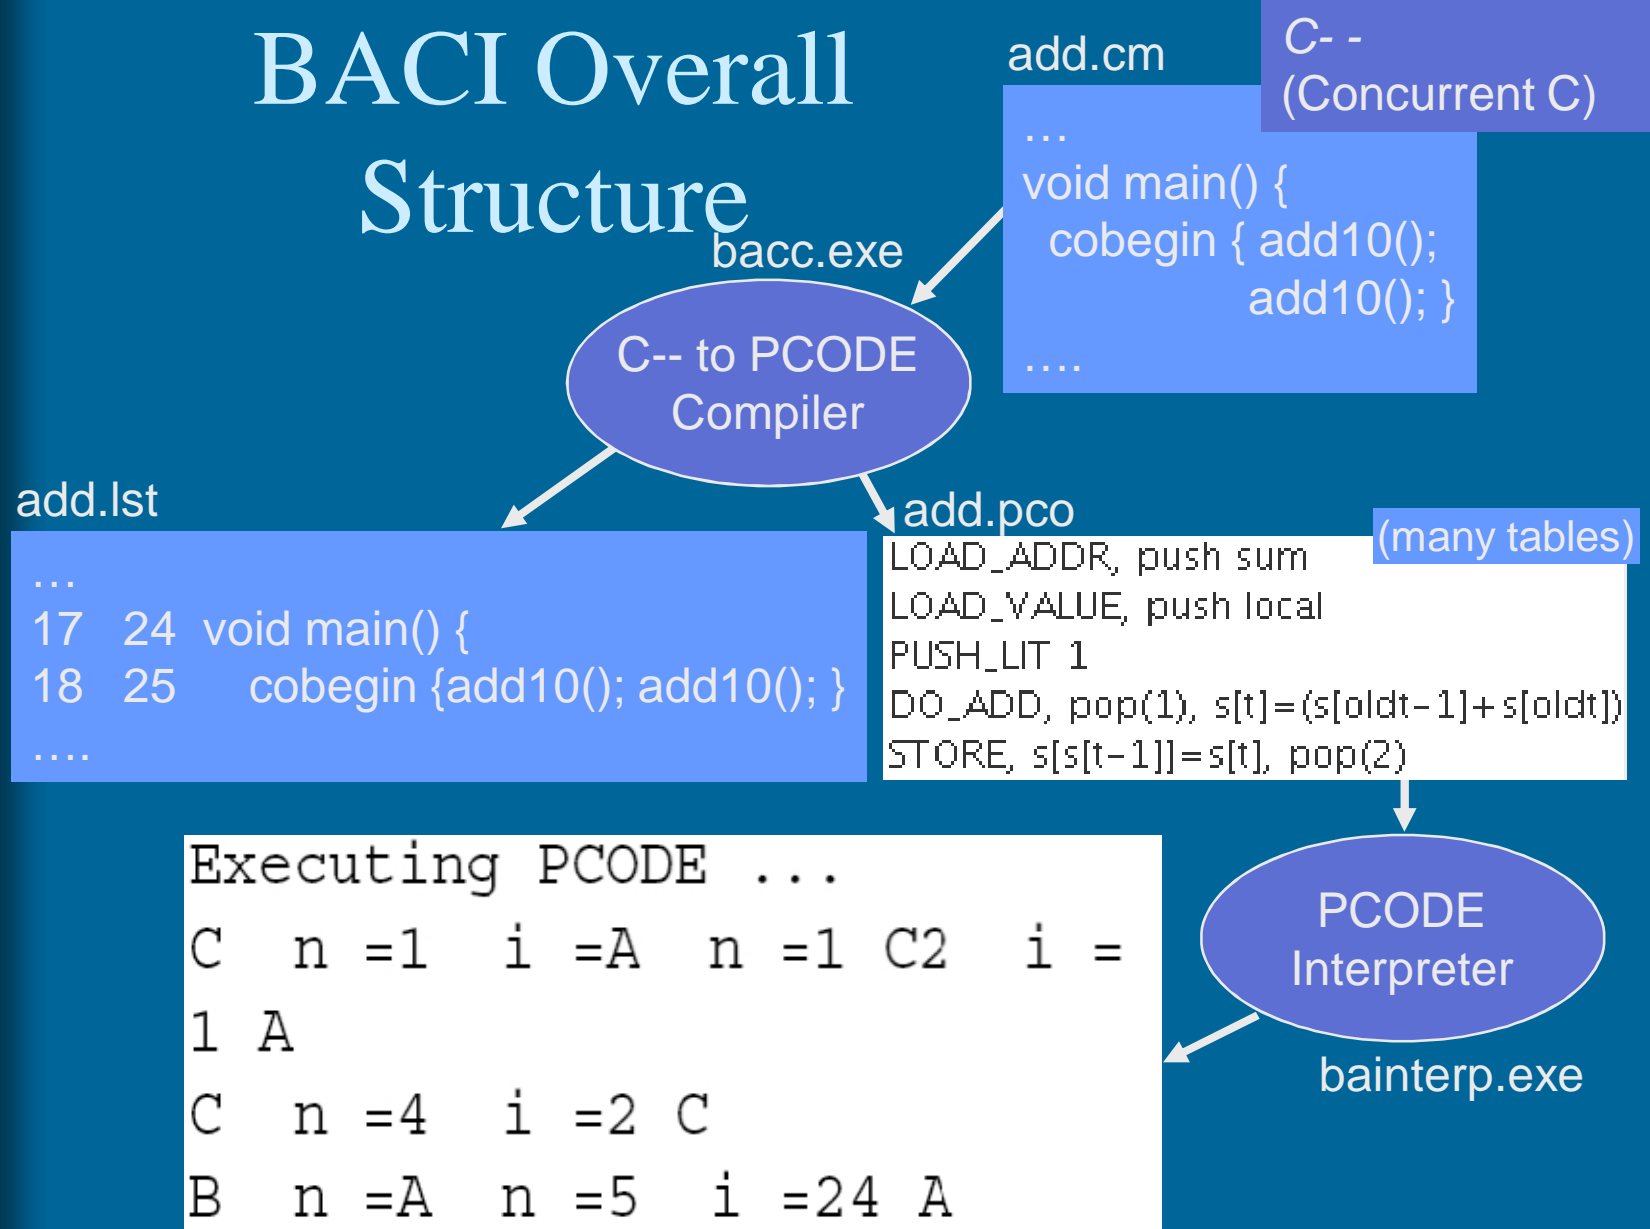 BACI Overall
Structure
add.cm
C- -
(Concurrent C)
...
void main() {
cobegin { add10();
add10(); }
....
bacc.exe
C-- to PCODE
Compiler
add.lst
...
17 24 void main() {
18 25 cobegin {add10(); add10(); }
....
add.pco
(many tables)
LOAD_ADDR, push sum
LOAD_VALUE, push local
PUSH_LIT 1
DO_ADD, pop(1), s[t]=(s[oldt-1]+s[oldt])
STORE, s[s[t-1]]=s[t], pop(2)
PCODE
Interpreter
bainterp.exe
Executing PCODE ...
C n =1 i =A n =1 C2 i =
1 A
C n =4 i =2 C
B n =A n =5 i =24 A